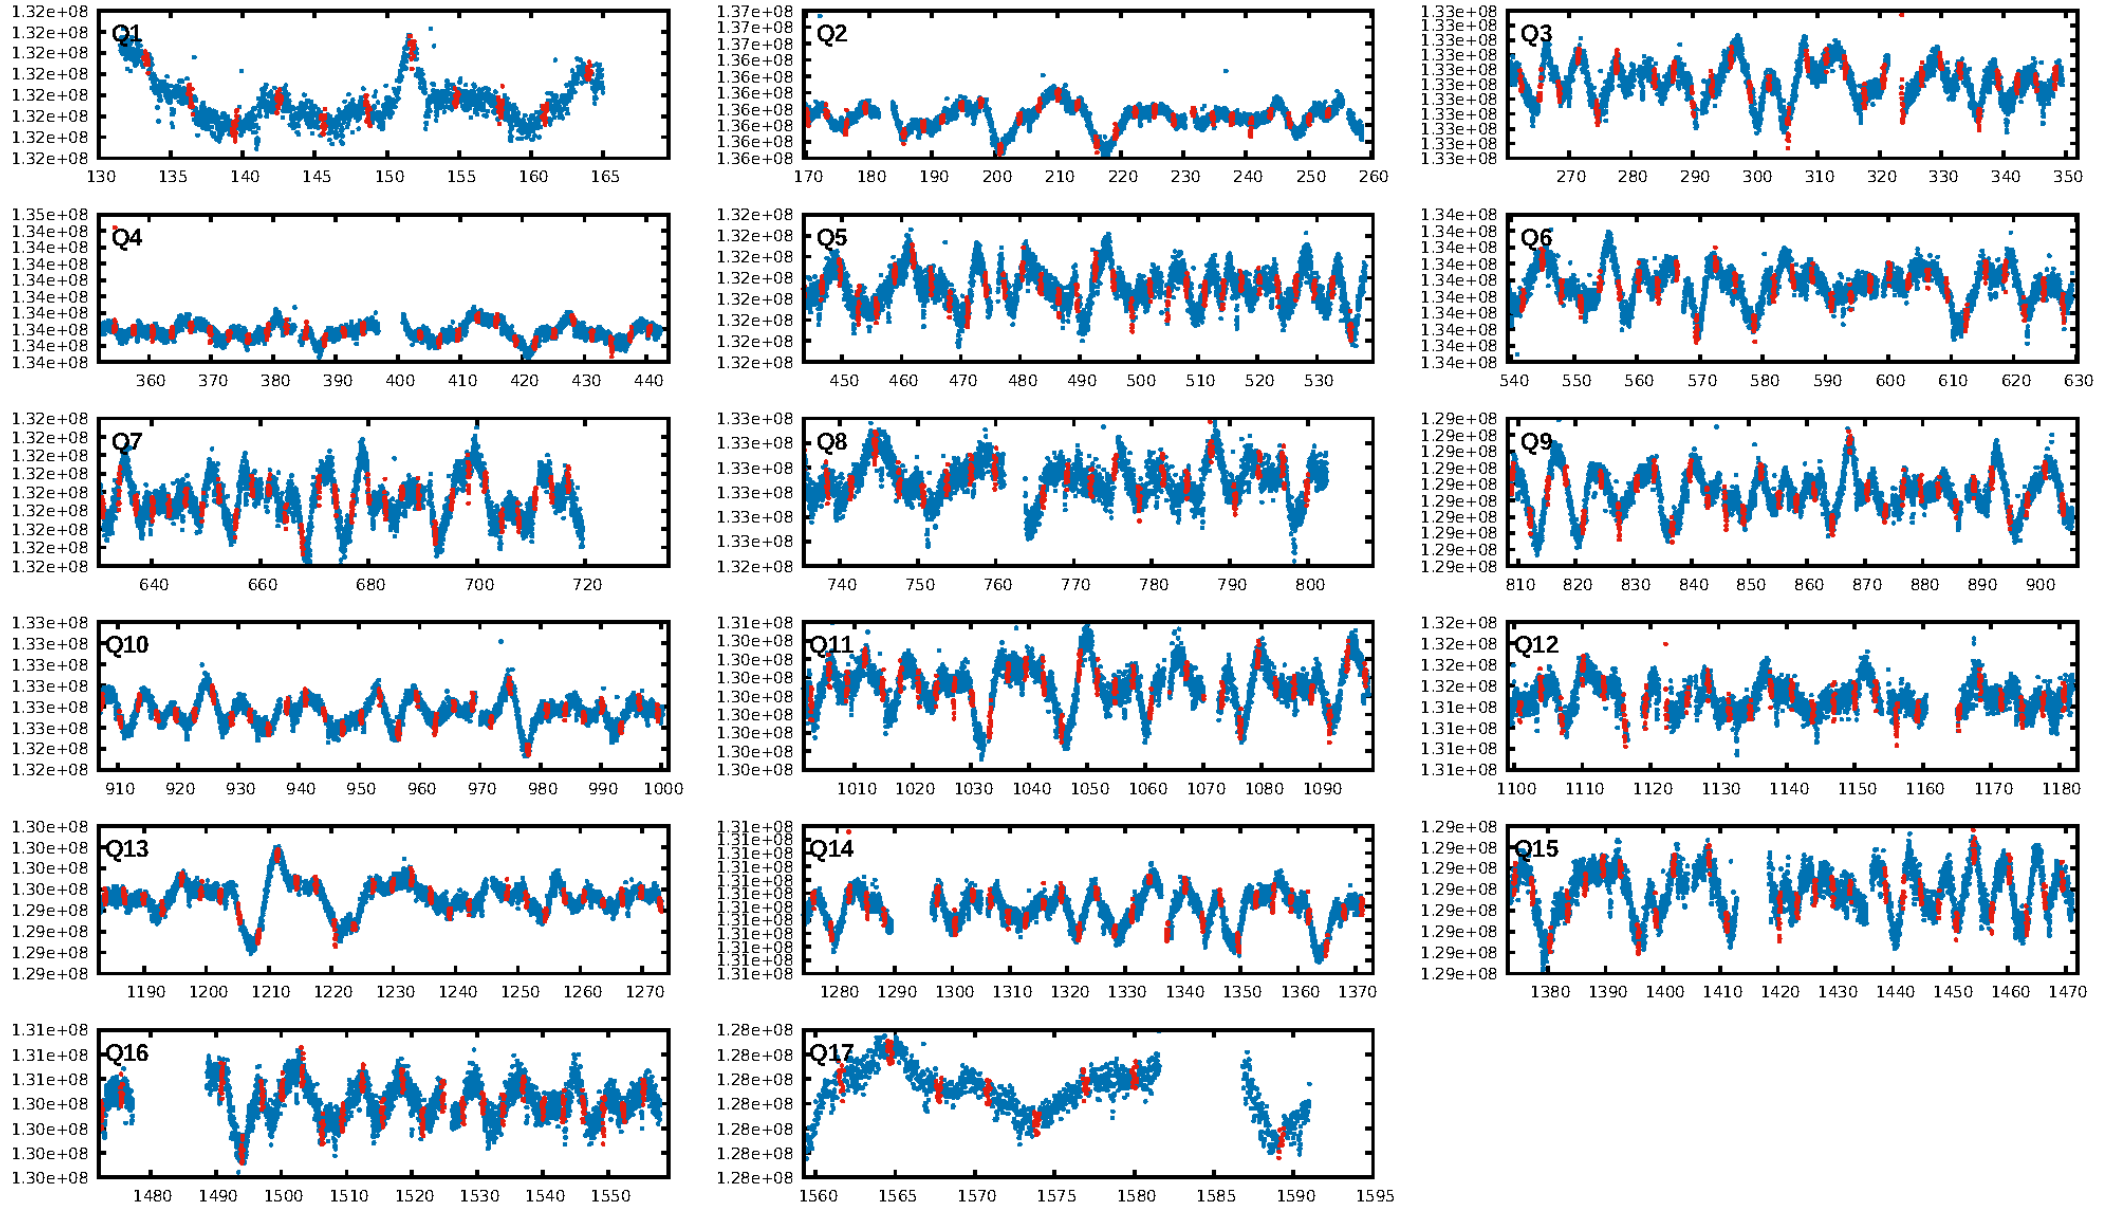 Q1
1.32e+08
1.32e+08
1.32e+08
1.32e+08
1.32e+08
1.32e+08
1.32e+08
1.32e+08
130 135 140 145 150 155 160 165
Q2
1.37e+08
1.37e+08
1.37e+08
1.36e+08
1.36e+08
1.36e+08
1.36e+08
1.36e+08
1.36e+08
1.36e+08
170 180 190 200 210 220 230 240 250 260
Q3
1.33e+08
1.33e+08
1.33e+08
1.33e+08
1.33e+08
1.33e+08
1.33e+08
1.33e+08
1.33e+08
1.33e+08
1.33e+08
270 280 290 300 310 320 330 340 350
Q4
1.35e+08
1.34e+08
1.34e+08
1.34e+08
1.34e+08
1.34e+08
1.34e+08
1.34e+08
1.34e+08
1.34e+08
360 370 380 390 400 410 420 430 440
Q5
1.32e+08
1.32e+08
1.32e+08
1.32e+08
1.32e+08
1.32e+08
1.32e+08
1.32e+08
450 460 470 480 490 500 510 520 530
Q6
1.34e+08
1.34e+08
1.34e+08
1.34e+08
1.34e+08
1.34e+08
1.34e+08
1.34e+08
1.34e+08
1.34e+08
540 550 560 570 580 590 600 610 620 630
Q7
1.32e+08
1.32e+08
1.32e+08
1.32e+08
1.32e+08
1.32e+08
1.32e+08
1.32e+08
640 660 680 700 720
Q8
1.33e+08
1.33e+08
1.33e+08
1.33e+08
1.33e+08
1.33e+08
1.32e+08
740 750 760 770 780 790 800
Q9
1.29e+08
1.29e+08
1.29e+08
1.29e+08
1.29e+08
1.29e+08
1.29e+08
1.29e+08
1.29e+08
1.29e+08
810 820 830 840 850 860 870 880 890 900
Q10
1.33e+08
1.33e+08
1.33e+08
1.33e+08
1.33e+08
1.33e+08
1.32e+08
1.32e+08
910 920 930 940 950 960 970 980 990 1000
Q11
1.31e+08
1.30e+08
1.30e+08
1.30e+08
1.30e+08
1.30e+08
1.30e+08
1.30e+08
1.30e+08
1010 1020 1030 1040 1050 1060 1070 1080 1090
Q12
1.32e+08
1.32e+08
1.32e+08
1.32e+08
1.31e+08
1.31e+08
1.31e+08
1.31e+08
1100 1110 1120 1130 1140 1150 1160 1170 1180
Q13
1.30e+08
1.30e+08
1.30e+08
1.30e+08
1.29e+08
1.29e+08
1.29e+08
1.29e+08
1190 1200 1210 1220 1230 1240 1250 1260 1270
Q14
1.31e+08
1.31e+08
1.31e+08
1.31e+08
1.31e+08
1.31e+08
1.31e+08
1.31e+08
1.31e+08
1.31e+08
1.31e+08
1.31e+08
1280 1290 1300 1310 1320 1330 1340 1350 1360 1370
Q15
1.29e+08
1.29e+08
1.29e+08
1.29e+08
1.29e+08
1.29e+08
1.29e+08
1.29e+08
1380 1390 1400 1410 1420 1430 1440 1450 1460 1470
Q16
1.31e+08
1.31e+08
1.31e+08
1.30e+08
1.30e+08
1.30e+08
1.30e+08
1480 1490 1500 1510 1520 1530 1540 1550
Q17
1.28e+08
1.28e+08
1.28e+08
1.28e+08
1.28e+08
1.28e+08
1.28e+08
1560 1565 1570 1575 1580 1585 1590 1595